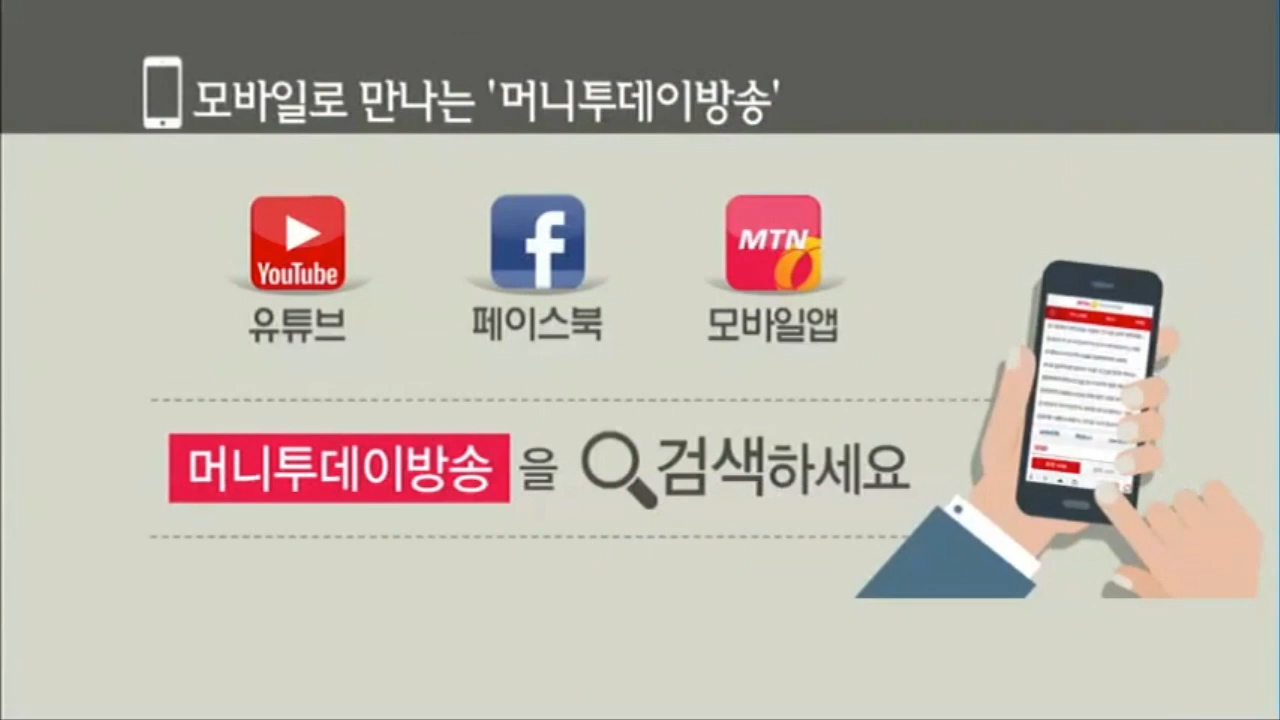 모바일로 만나는 '머니투데이방송'
YouTube
MTN
유튜브
페이스북
모바일앱
머니투데이방송 을 검색하세요